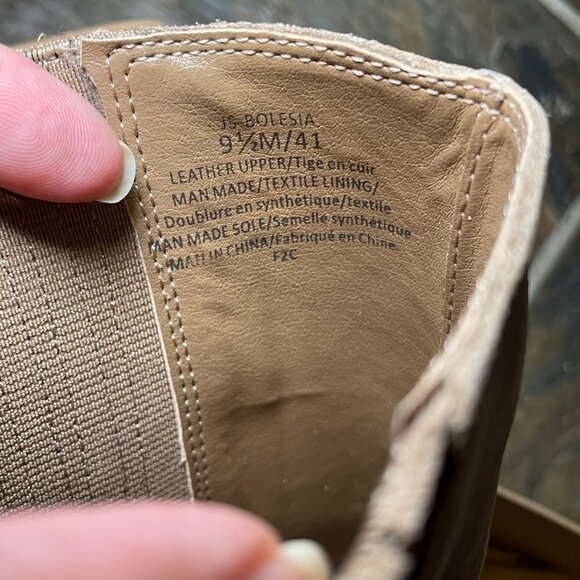 JS-BOLESIA
9½M/41
LEATHER UPPER/Tige en cuir
MAN MADE/TEXTILE LINING/
Doublure en synthétique/textile
MAN MADE SOLE/Semelle synthétique
MAD IN CHINA/Fabriqué en Chine
F2C